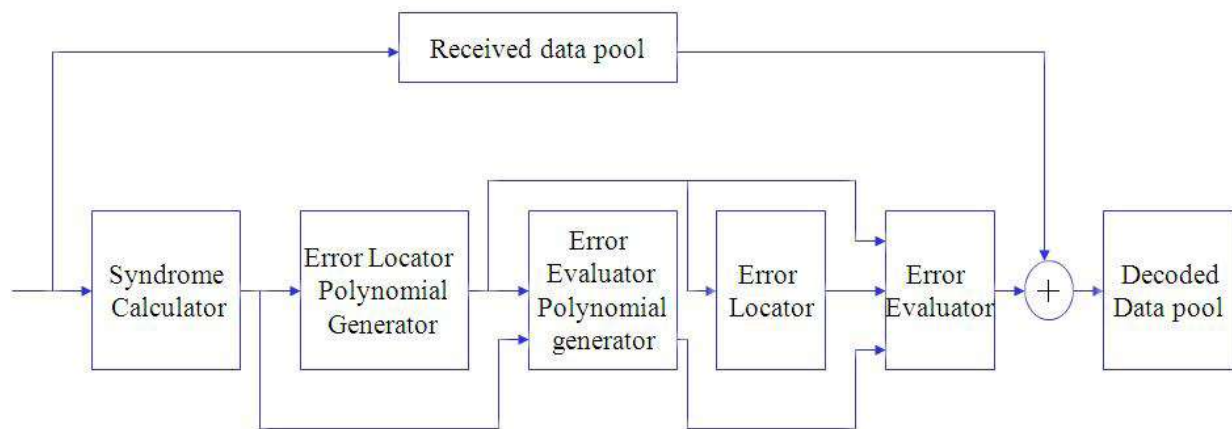 Received data pool
Syndrome
Calculator
Error Locator
Polynomial
Generator
Error
Evaluator
Polynomial
generator
Error
Locator
Error
Evaluator
+
Decoded
Data pool